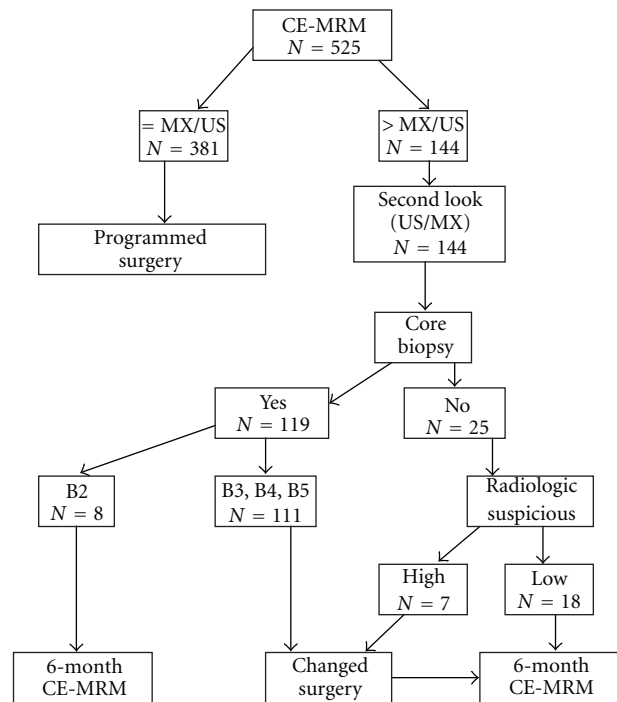 CE-MRM
N = 525
= MX/US
N = 381
> MX/US
N = 144
Programmed
surgery
Second look
(US/MX)
N = 144
Core
biopsy
Yes
N = 119
No
N = 25
B2
N = 8
B3, B4, B5
N = 111
Radiologic
suspicious
High
N = 7
Low
N = 18
6-month
CE-MRM
Changed
surgery
6-month
CE-MRM